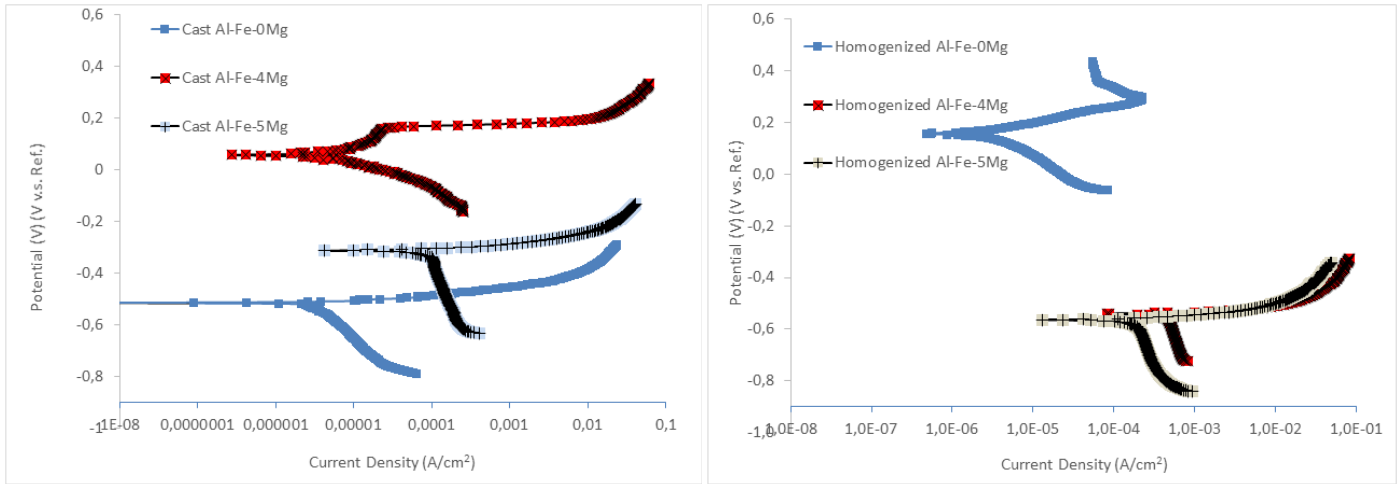 0,6
Cast Al-Fe-0Mg
0,4
Cast Al-Fe-4Mg
0,2
Cast Al-Fe-5Mg
0
-0,2
-0,4
-0,6
-0,8
-1
1E-08
0,0000001
0,000001
0,00001
0,0001
0,001
0,01
0,1
Potential (V) (V v.s. Ref.)
Current Density (A/cm²)
0,6
Homogenized Al-Fe-0Mg
0,4
Homogenized Al-Fe-4Mg
0,2
Homogenized Al-Fe-5Mg
0,0
-0,2
-0,4
-0,6
-0,8
-1,0
1,0E-08
1,0E-07
1,0E-06
1,0E-05
1,0E-04
1,0E-03
1,0E-02
1,0E-01
Potential (V) (V vs. Ref.)
Current Density (A/cm²)